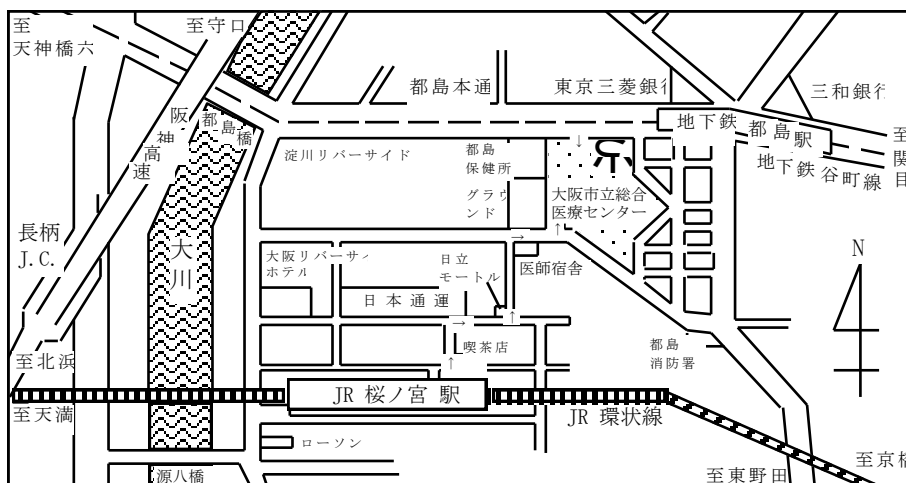 至
天神橋六
至守口
都島本通
東京三菱銀行
三和銀行
阪神高速
都島橋
地下鉄 都島駅
地下鉄 谷町線
至
関
目
淀川リバーサイド
都島
保健所
グラウ
ンド
↓
大阪市立総合
医療センター
↑
→
長柄
J.C.
大川
大阪リバーサイ
ホテル
日立
モートル
医師宿舎
N
日本通運
→
↑
喫茶店
↑
都島
消防署
至北浜
至天満
JR 桜ノ宮 駅
JR 環状線
ローソン
源八橋
至東野田
至京橋